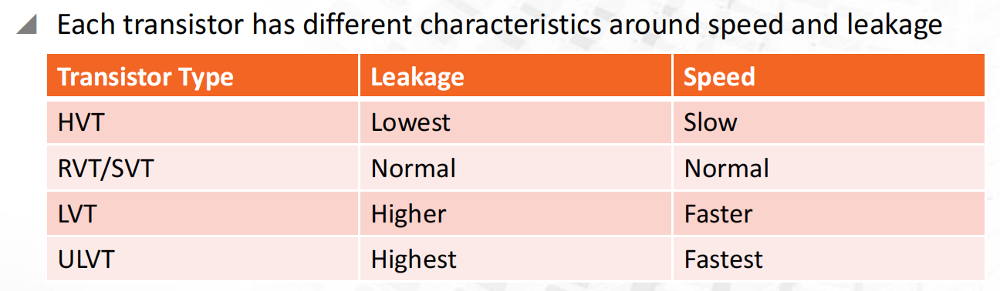 Each transistor has different characteristics around speed and leakage
Transistor Type Leakage Speed
HVT Lowest Slow
RVT/SVT Normal Normal
LVT Higher Faster
ULVT Highest Fastest